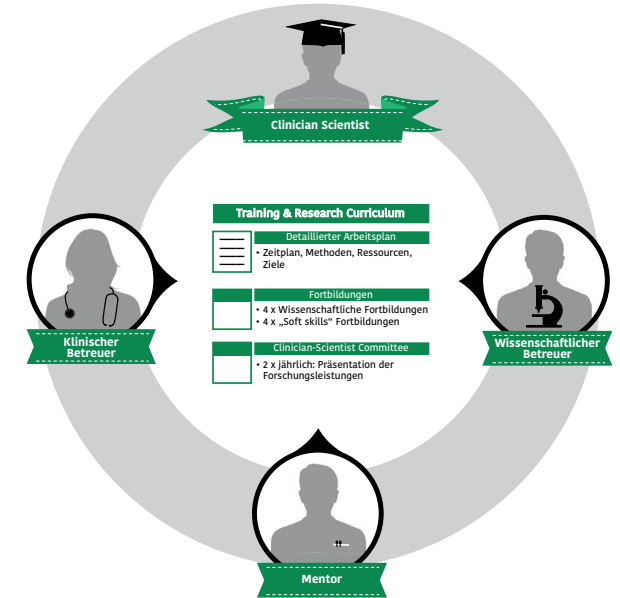 Clinician Scientist
Training & Research Curriculum
Detaillierter Arbeitsplan
• Zeitplan, Methoden, Ressourcen,
Ziele
Fortbildungen
• 4 x Wissenschaftliche Fortbildungen
• 4 x „Soft skills“ Fortbildungen
Clinician-Scientist Committee
• 2 x jährlich: Präsentation der
Forschungsleistungen
Klinischer
Betreuer
Wissenschaftlicher
Betreuer
Mentor